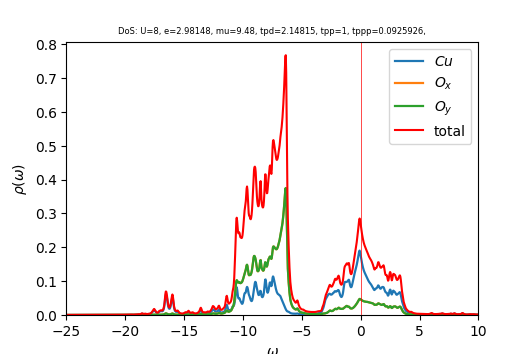 DoS: U=8, e=2.98148, mu=9.48, tpd=2.14815, tpp=1, tppp=0.0925926,
0.8
0.7
0.6
0.5
0.4
0.3
0.2
0.1
0.0
ρ(ω)
Cu
O_x
O_y
total
−25 −20 −15 −10 −5 0 5 10
ω